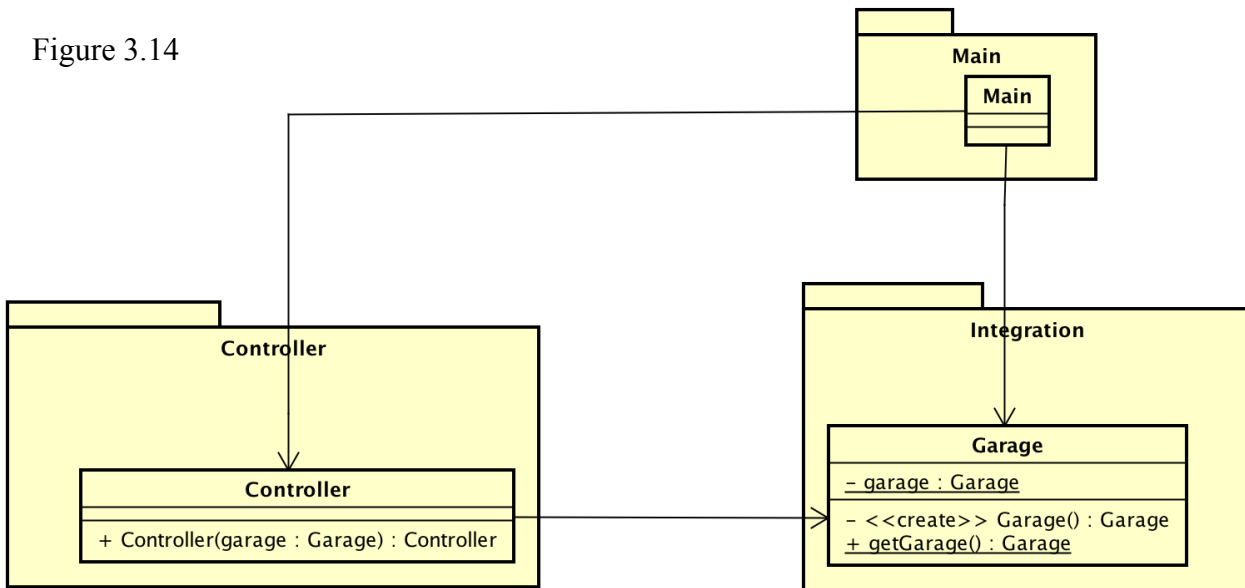 Figure 3.14
Main
Main
Controller
Controller
+ Controller(garage : Garage) : Controller
Integration
Garage
- garage : Garage
- <<create>> Garage() : Garage
+ getGarage() : Garage